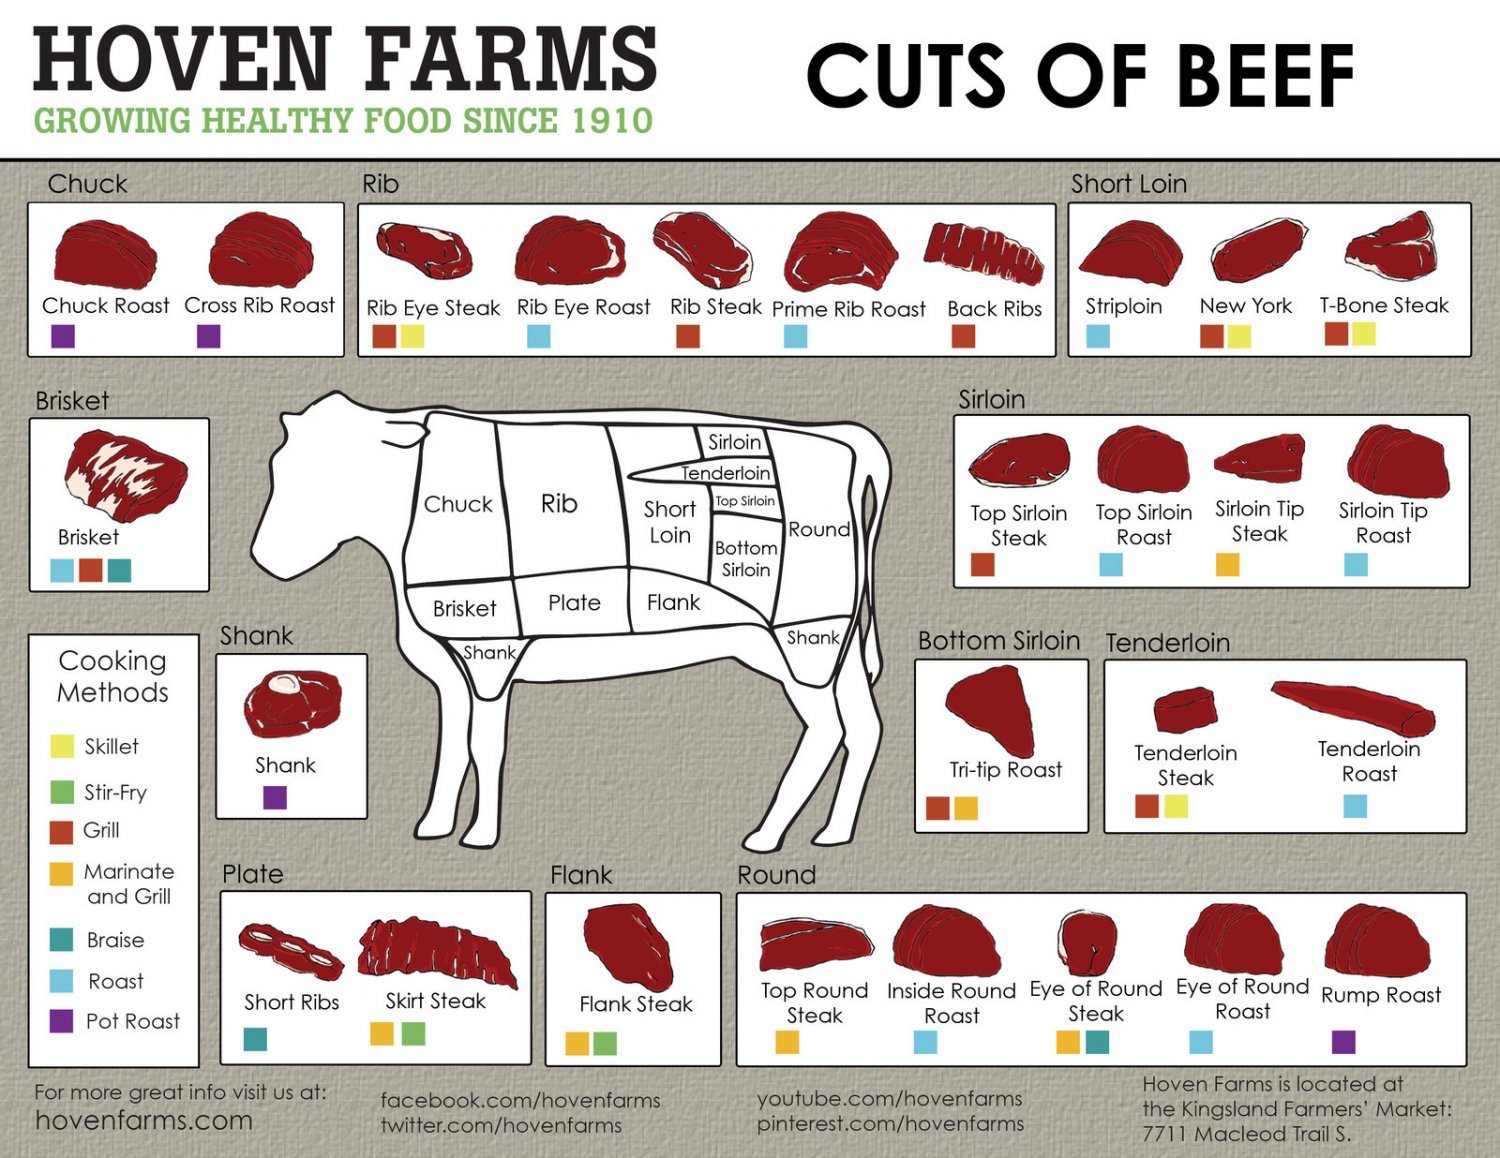 HOVEN FARMS
GROWING HEALTHY FOOD SINCE 1910
CUTS OF BEEF
Chuck
Chuck Roast
Cross Rib Roast
Rib
Rib Eye Steak
Rib Eye Roast
Rib Steak
Prime Rib Roast
Back Ribs
Short Loin
Striploin
New York
T-Bone Steak
Brisket
Brisket
Chuck
Rib
Short
Loin
Sirloin
Tenderloin
Top Sirloin
Bottom
Sirloin
Round
Brisket
Plate
Flank
Shank
Shank
Sirloin
Top Sirloin
Steak
Top Sirloin
Roast
Sirloin Tip
Steak
Sirloin Tip
Roast
Cooking
Methods
Skillet
Stir-Fry
Grill
Marinate
and Grill
Braise
Roast
Pot Roast
Shank
Shank
Bottom Sirloin
Tri-tip Roast
Tenderloin
Tenderloin
Steak
Tenderloin
Roast
Plate
Short Ribs
Skirt Steak
Flank
Flank Steak
Round
Top Round
Steak
Inside Round
Roast
Eye of Round
Steak
Eye of Round
Roast
Rump Roast
For more great info visit us at:
hovenfarms.com
facebook.com/hovenfarms
twitter.com/hovenfarms
youtube.com/hovenfarms
pinterest.com/hovenfarms
Hoven Farms is located at
the Kingsland Farmers' Market:
7711 Macleod Trail S.